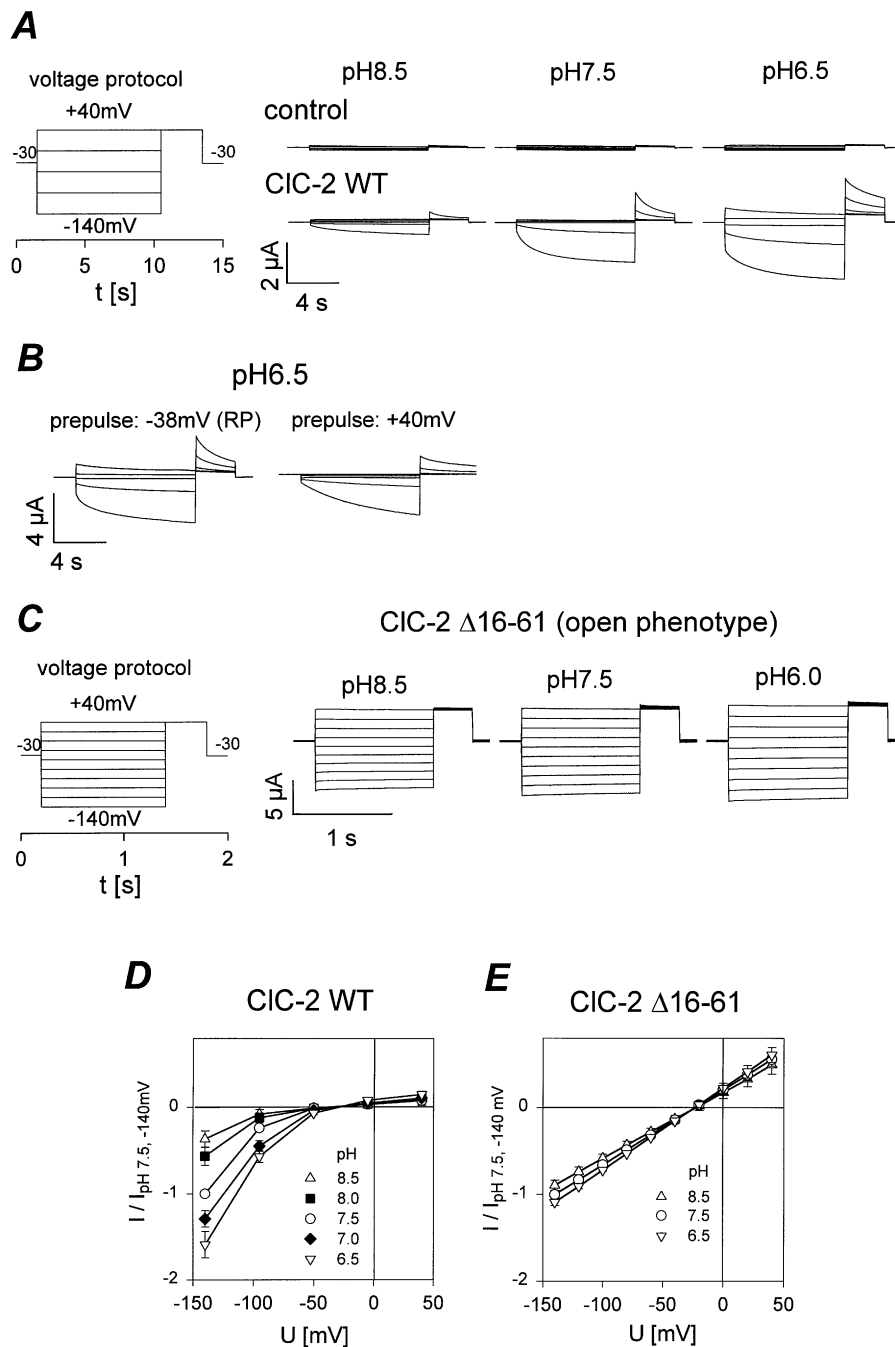 A
voltage protocol
+40mV
-30
-30
-140mV
0 5 10 15
t [s]
pH8.5 pH7.5 pH6.5
control
ClC-2 WT
2 µA
4 s
B
pH6.5
prepulse: -38mV (RP) prepulse: +40mV
4 µA
4 s
C
ClC-2 Δ16-61 (open phenotype)
voltage protocol
+40mV
-30
-30
-140mV
0 1 2
t [s]
pH8.5 pH7.5 pH6.0
5 µA
1 s
D
ClC-2 WT
I / I pH 7.5, -140mV
0
-1
-2
pH
8.5
8.0
7.5
7.0
6.5
-150 -100 -50 0 50
U [mV]
E
ClC-2 Δ16-61
I / I pH 7.5, -140 mV
0
-1
-2
pH
8.5
7.5
6.5
-150 -100 -50 0 50
U [mV]